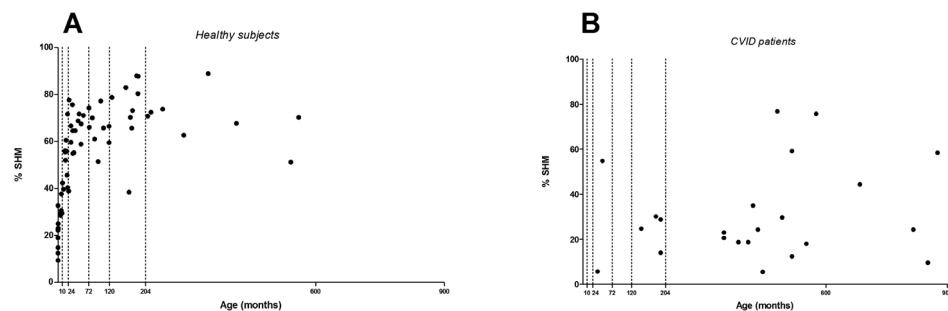 A
Healthy subjects
100
80
60
40
20
0
% SHM
10 24 72 120 204 600 900
Age (months)
B
CVID patients
100
80
60
40
20
0
% SHM
10 24 72 120 204 600 90
Age (months)